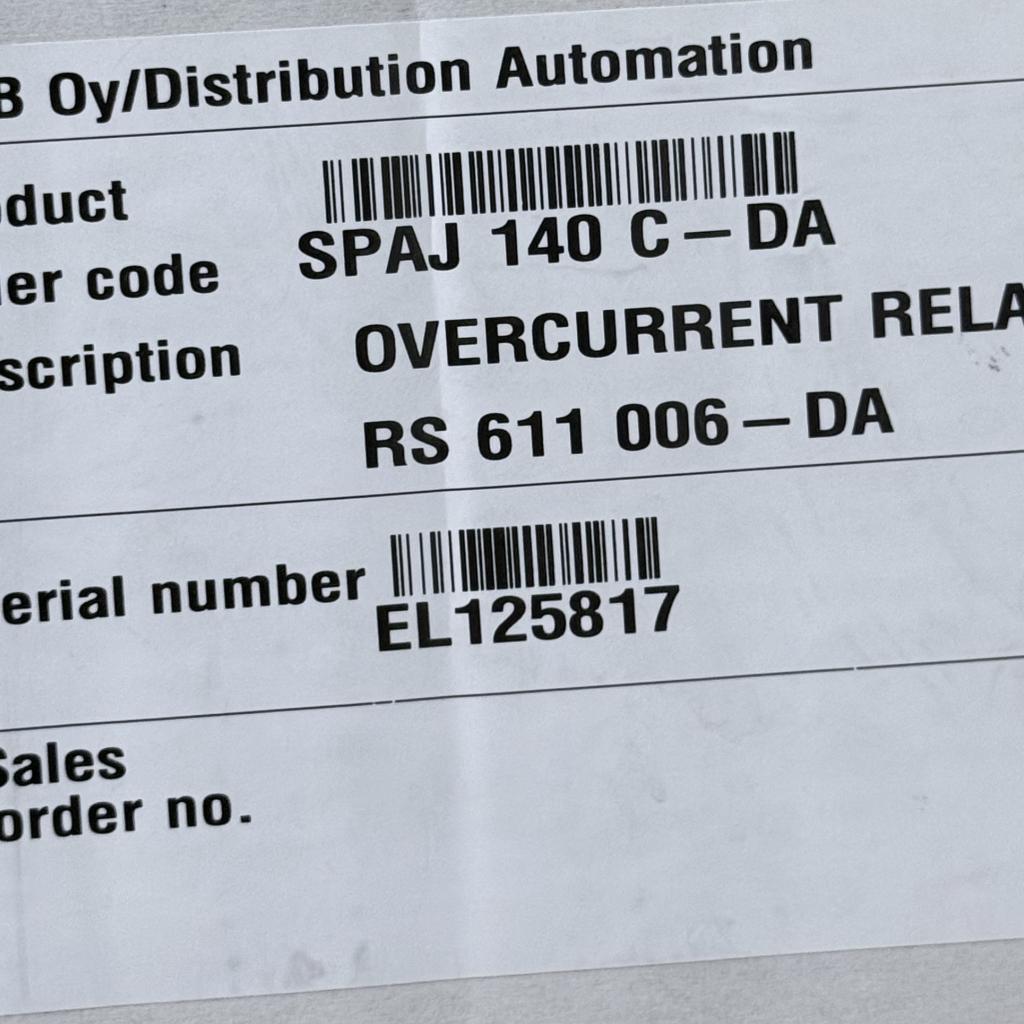 B Oy/Distribution Automation
oduct
SPAJ 140 C – DA
er code
scription OVERCURRENT RELA
RS 611 006 – DA
erial number
EL125817
Sales
order no.